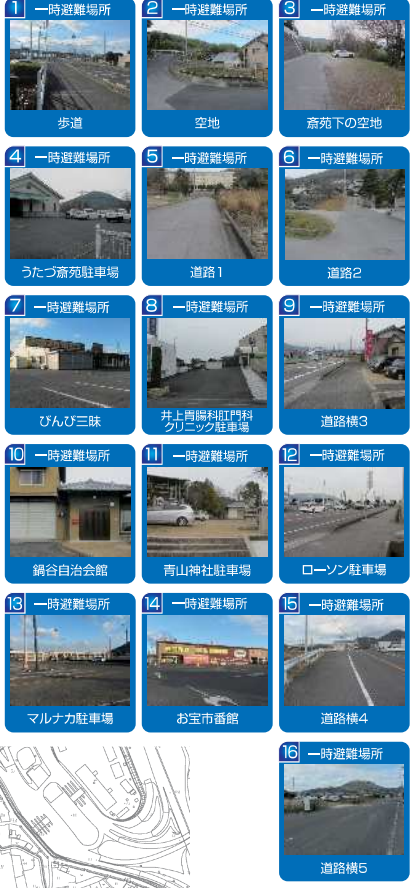 1 一時避難場所
歩道
2 一時避難場所
空地
3 一時避難場所
斎苑下の空地
4 一時避難場所
うたづ斎苑駐車場
5 一時避難場所
道路1
6 一時避難場所
道路2
7 一時避難場所
びんび三昧
8 一時避難場所
井上胃腸科肛門科
クリニック駐車場
9 一時避難場所
道路横3
10 一時避難場所
鍋谷自治会館
11 一時避難場所
青山神社駐車場
12 一時避難場所
ローソン駐車場
13 一時避難場所
マルナカ駐車場
14 一時避難場所
お宝市番館
15 一時避難場所
道路横4
16 一時避難場所
道路横5